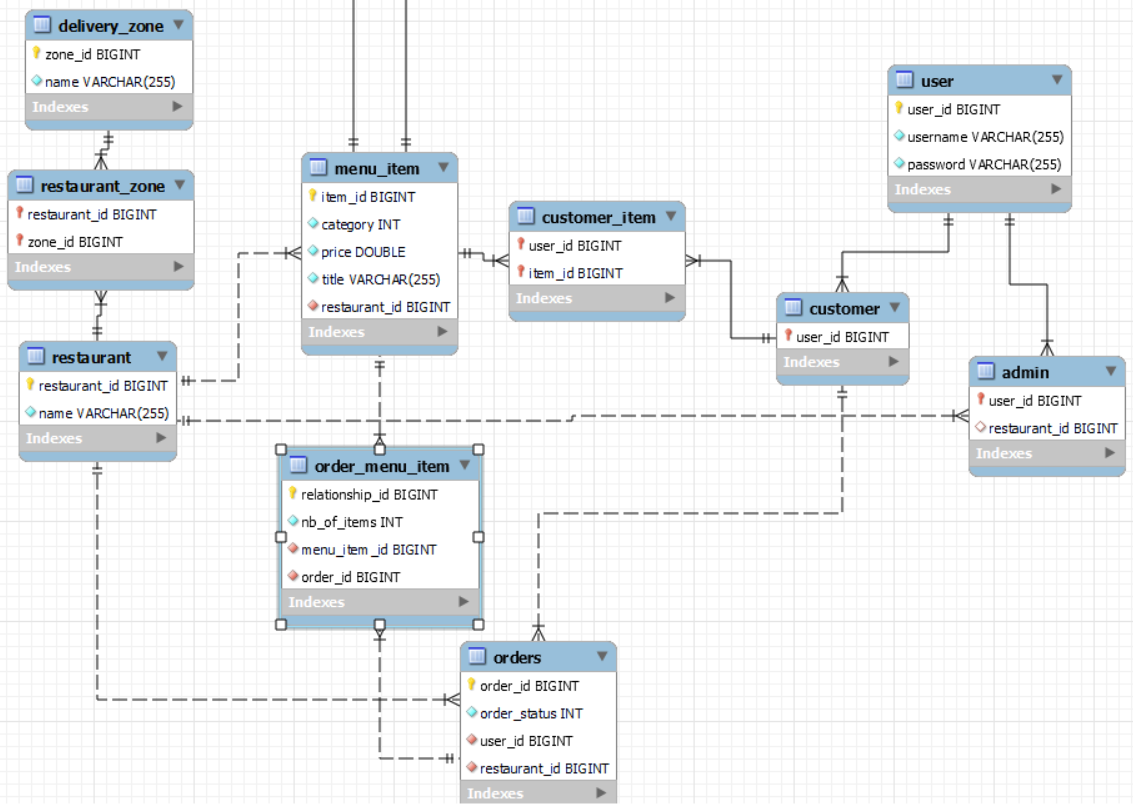 delivery_zone
zone_id BIGINT
name VARCHAR(255)
Indexes
restaurant_zone
restaurant_id BIGINT
zone_id BIGINT
Indexes
restaurant
restaurant_id BIGINT
name VARCHAR(255)
Indexes
menu_item
item_id BIGINT
category INT
price DOUBLE
title VARCHAR(255)
restaurant_id BIGINT
Indexes
customer_item
user_id BIGINT
item_id BIGINT
Indexes
user
user_id BIGINT
username VARCHAR(255)
password VARCHAR(255)
Indexes
customer
user_id BIGINT
Indexes
admin
user_id BIGINT
restaurant_id BIGINT
Indexes
order_menu_item
relationship_id BIGINT
nb_of_items INT
menu_item_id BIGINT
order_id BIGINT
Indexes
orders
order_id BIGINT
order_status INT
user_id BIGINT
restaurant_id BIGINT
Indexes